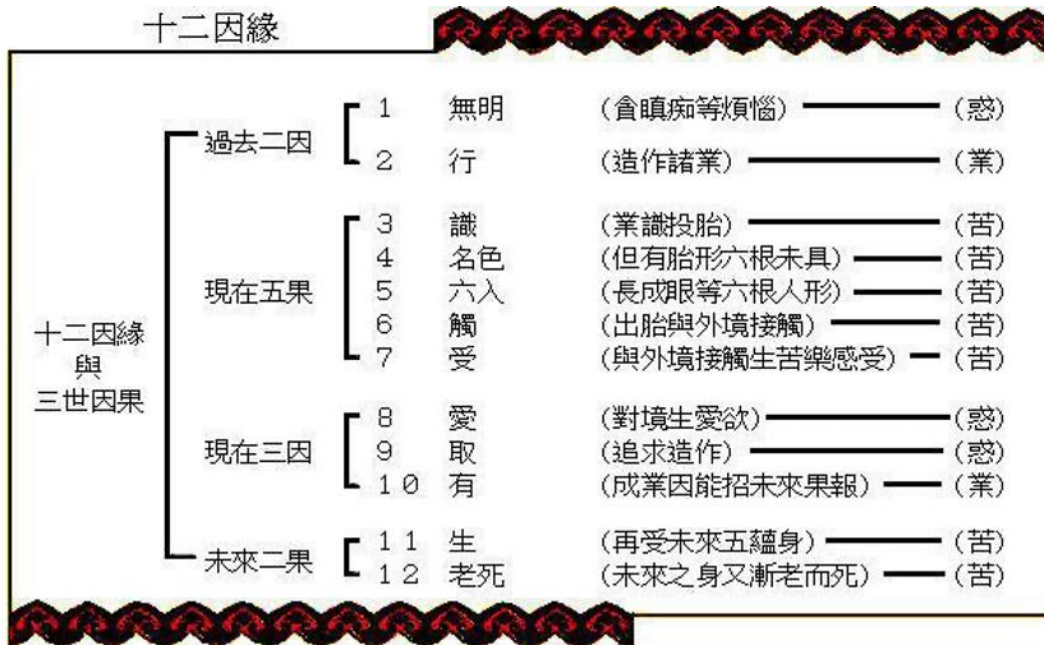 十二因緣
十二因緣
與
三世因果
過去二因
1 無明 (貪瞋痴等煩惱) (惑)
2 行 (造作諸業) (業)
現在五果
3 識 (業識投胎) (苦)
4 名色 (但有胎形六根未具) (苦)
5 六入 (長成眼等六根人形) (苦)
6 觸 (出胎與外境接觸) (苦)
7 受 (與外境接觸生苦樂感受) (苦)
現在三因
8 愛 (對境生愛欲) (惑)
9 取 (追求造作) (惑)
10 有 (成業因能招未來果報) (業)
未來二果
11 生 (再受未來五蘊身) (苦)
12 老死 (未來之身又漸老而死) (苦)